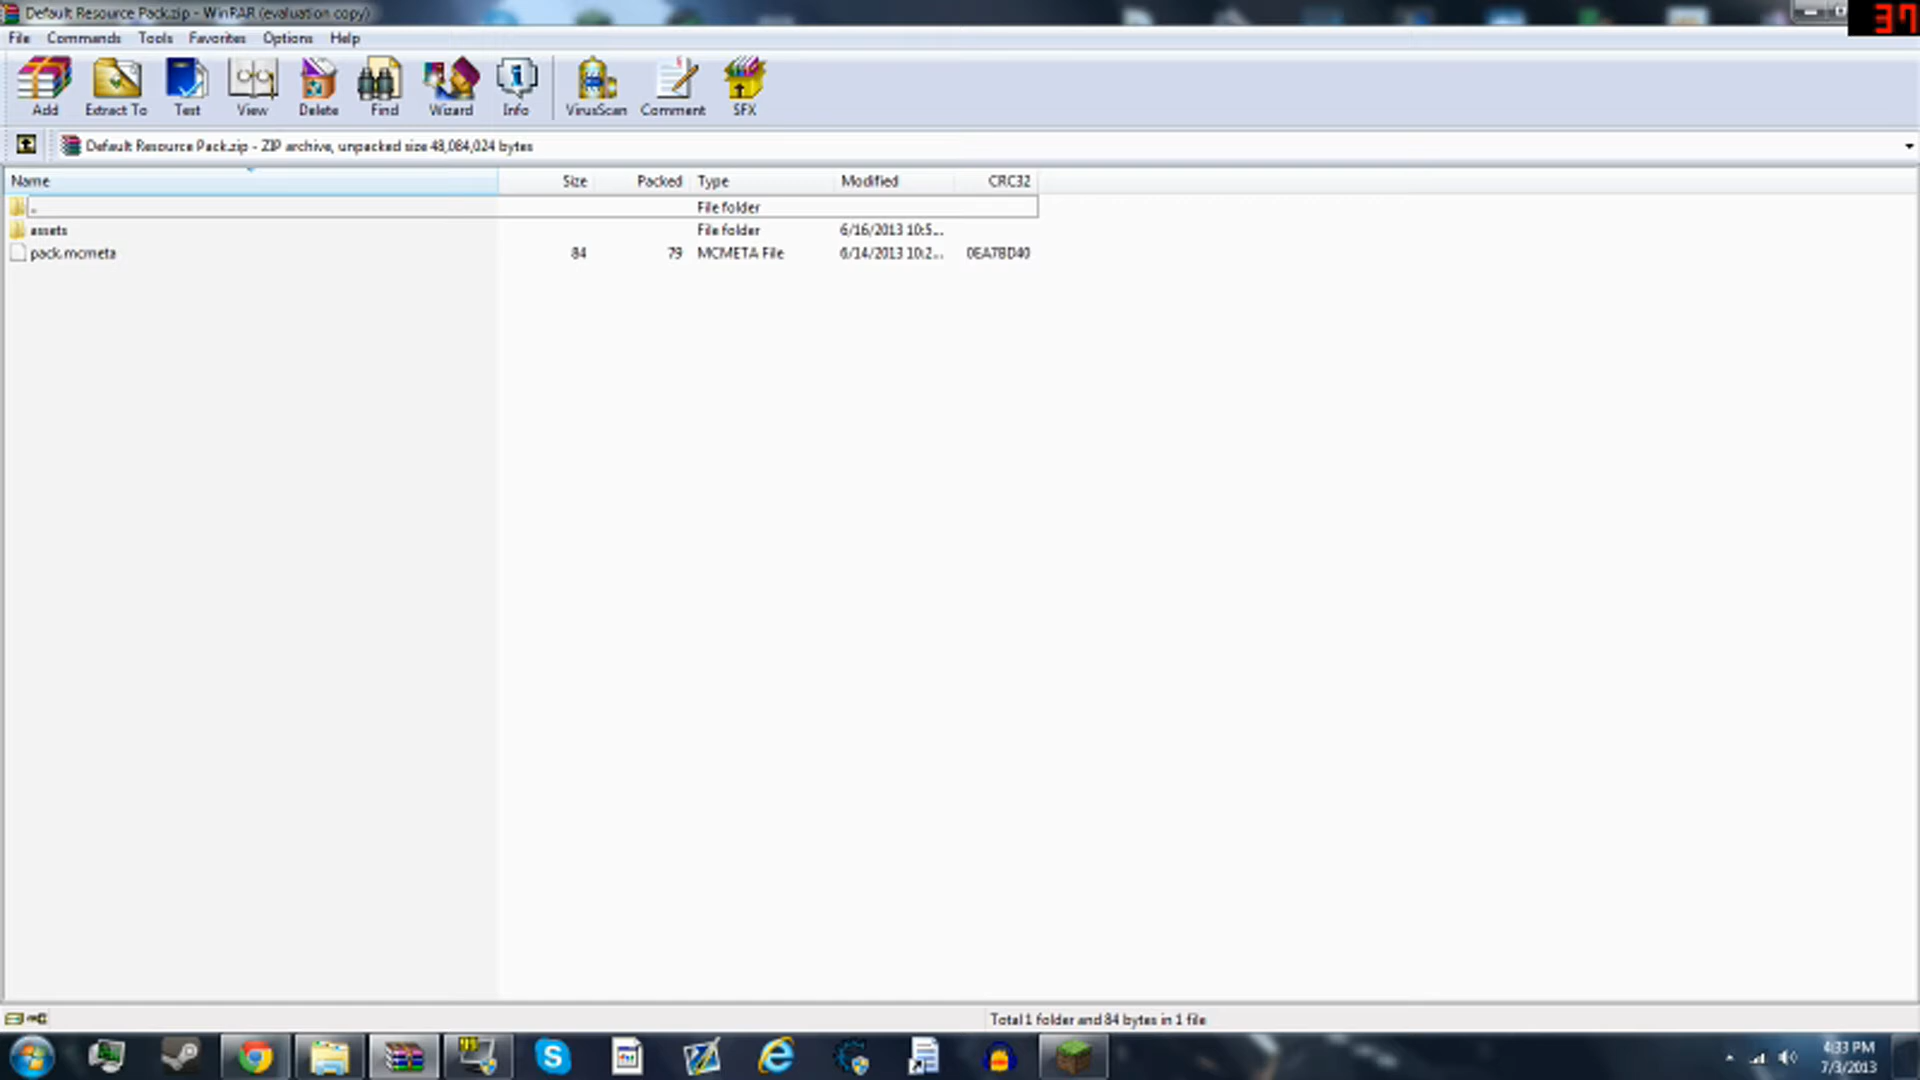 Default Resource Pack.zip - WinRAR (evaluation copy)
37
File Commands Tools Favorites Options Help
Add Extract To Test View Delete Find Wizard Info VirusScan Comment SFX
Default Resource Pack.zip - ZIP archive, unpacked size 48,084,024 bytes
Name Size Packed Type Modified CRC32
.. File folder
assets File folder 6/16/2013 10:5...
pack.mcmeta 84 79 MCMETA File 6/14/2013 10:2...
Total 1 folder and 84 bytes in 1 file
4:33 PM
7/3/2013